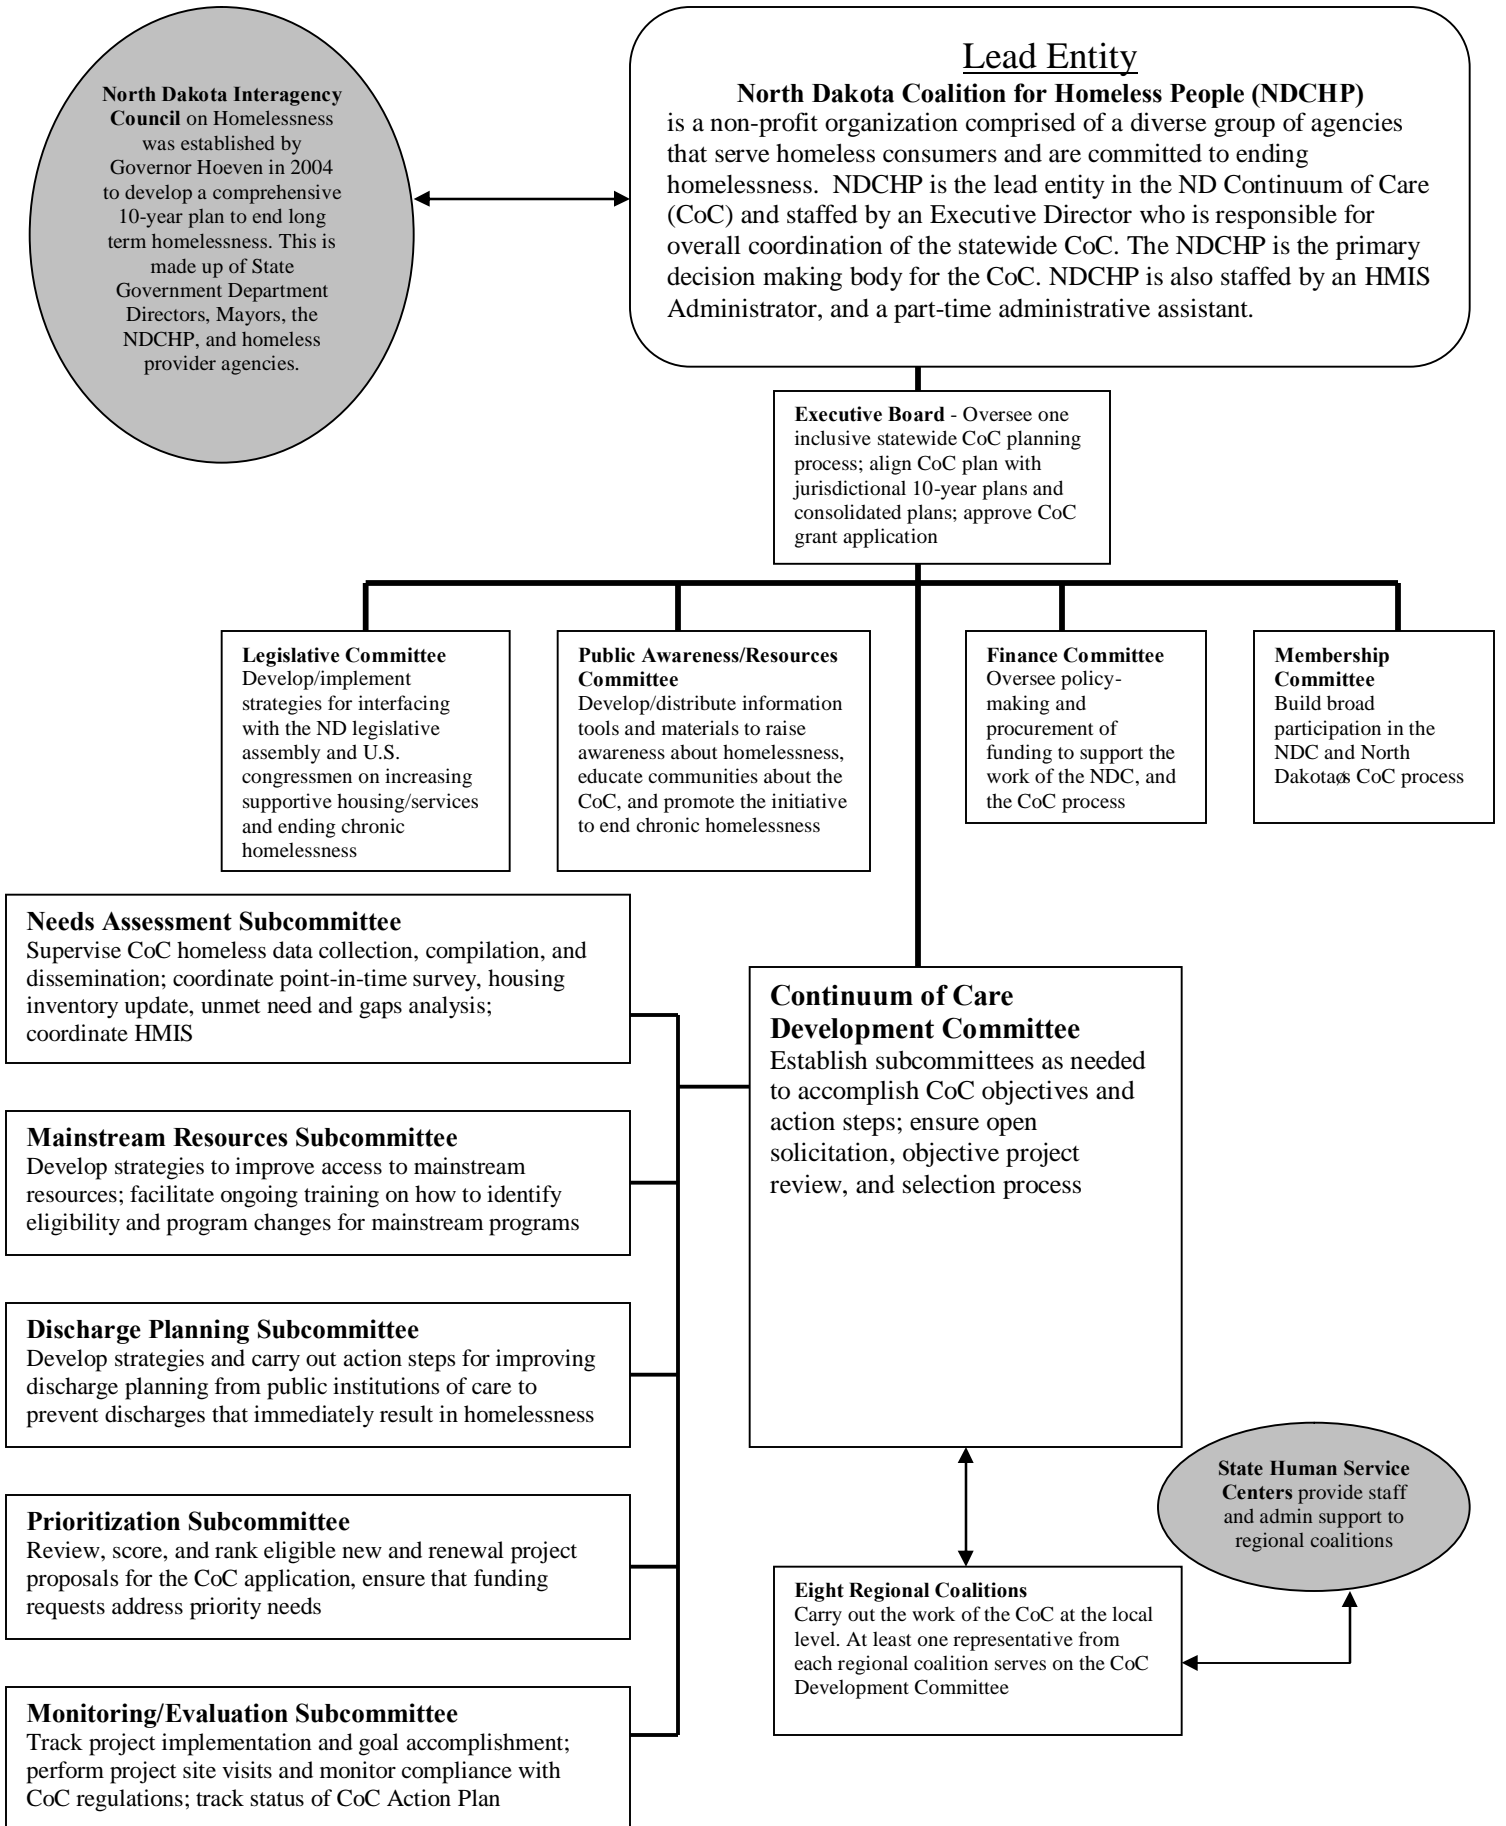 North Dakota Interagency
Council on Homelessness
was established by
Governor Hoeven in 2004
to develop a comprehensive
10-year plan to end long
term homelessness. This is
made up of State
Government Department
Directors, Mayors, the
NDCHP, and homeless
provider agencies.
Lead Entity
North Dakota Coalition for Homeless People (NDCHP)
is a non-profit organization comprised of a diverse group of agencies
that serve homeless consumers and are committed to ending
homelessness. NDCHP is the lead entity in the ND Continuum of Care
(CoC) and staffed by an Executive Director who is responsible for
overall coordination of the statewide CoC. The NDCHP is the primary
decision making body for the CoC. NDCHP is also staffed by an HMIS
Administrator, and a part-time administrative assistant.
Executive Board - Oversee one
inclusive statewide CoC planning
process; align CoC plan with
jurisdictional 10-year plans and
consolidated plans; approve CoC
grant application
Legislative Committee
Develop/implement
strategies for interfacing
with the ND legislative
assembly and U.S.
congressmen on increasing
supportive housing/services
and ending chronic
homelessness
Public Awareness/Resources
Committee
Develop/distribute information
tools and materials to raise
awareness about homelessness,
educate communities about the
CoC, and promote the initiative
to end chronic homelessness
Finance Committee
Oversee policy-
making and
procurement of
funding to support the
work of the NDC, and
the CoC process
Membership
Committee
Build broad
participation in the
NDC and North
Dakotaøs CoC process
Needs Assessment Subcommittee
Supervise CoC homeless data collection, compilation, and
dissemination; coordinate point-in-time survey, housing
inventory update, unmet need and gaps analysis;
coordinate HMIS
Mainstream Resources Subcommittee
Develop strategies to improve access to mainstream
resources; facilitate ongoing training on how to identify
eligibility and program changes for mainstream programs
Discharge Planning Subcommittee
Develop strategies and carry out action steps for improving
discharge planning from public institutions of care to
prevent discharges that immediately result in homelessness
Prioritization Subcommittee
Review, score, and rank eligible new and renewal project
proposals for the CoC application, ensure that funding
requests address priority needs
Monitoring/Evaluation Subcommittee
Track project implementation and goal accomplishment;
perform project site visits and monitor compliance with
CoC regulations; track status of CoC Action Plan
Continuum of Care
Development Committee
Establish subcommittees as needed
to accomplish CoC objectives and
action steps; ensure open
solicitation, objective project
review, and selection process
State Human Service
Centers provide staff
and admin support to
regional coalitions
Eight Regional Coalitions
Carry out the work of the CoC at the local
level. At least one representative from
each regional coalition serves on the CoC
Development Committee